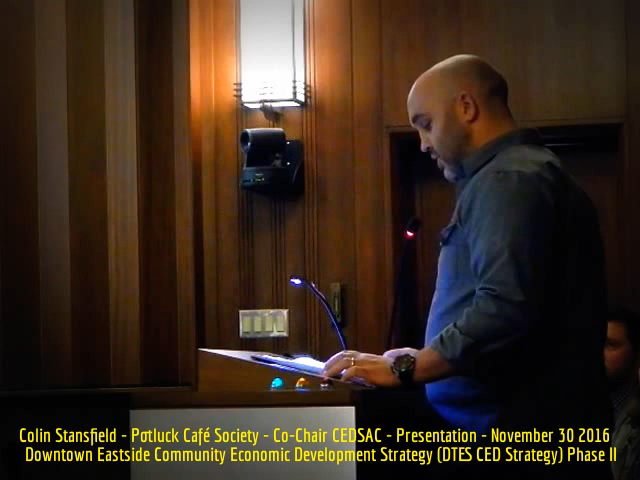 Colin Stansfield - Potluck Café Society - Co-Chair CEDSAC - Presentation - November 30 2016
Downtown Eastside Community Economic Development Strategy (DTES CED Strategy) Phase II